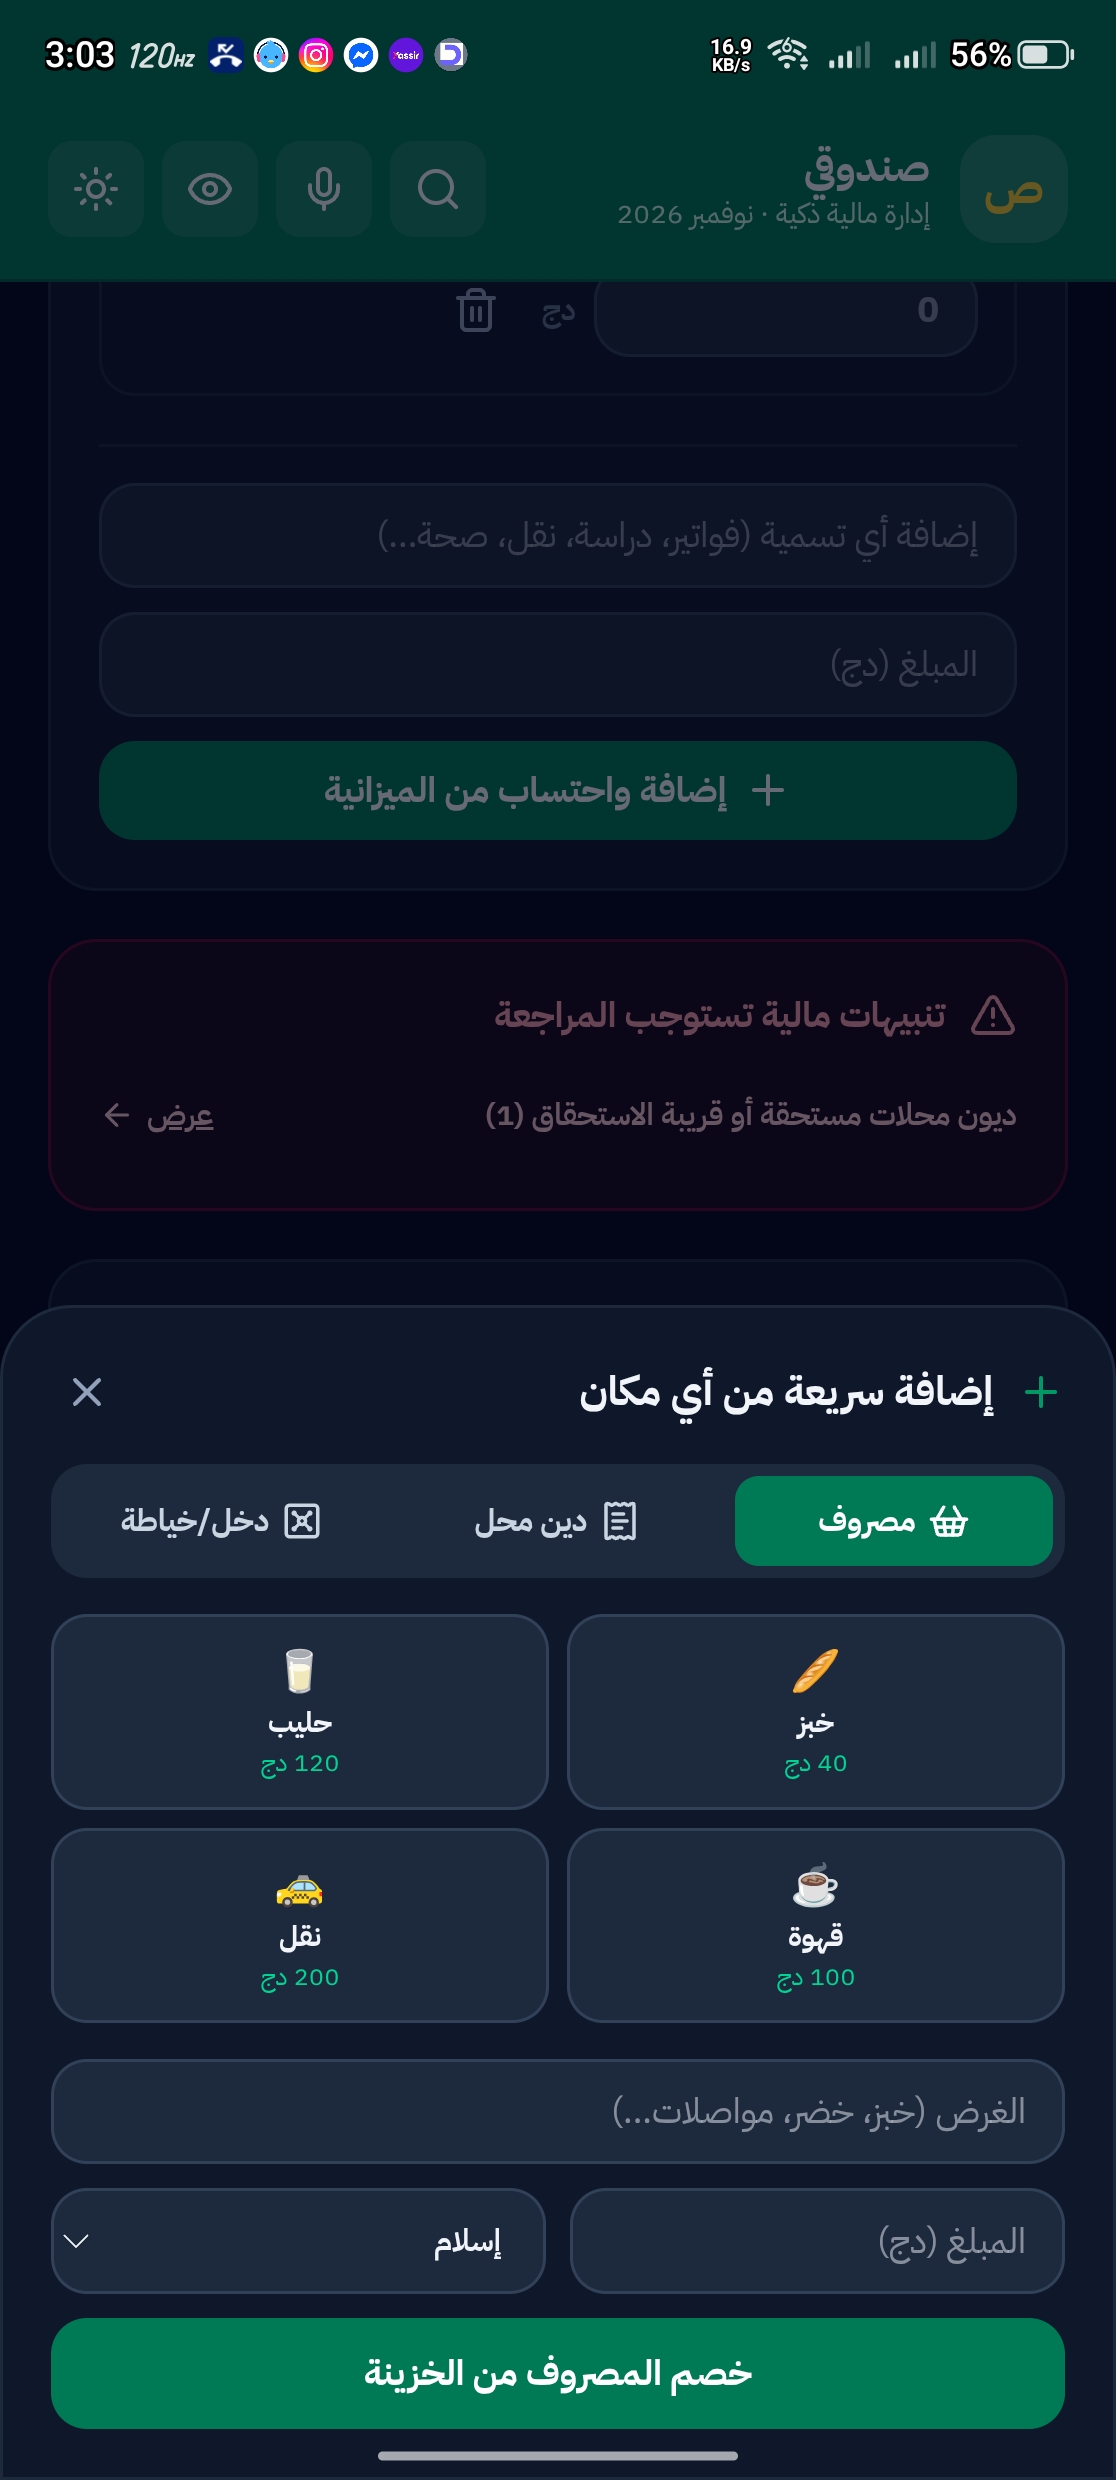 3:03 120HZ 16.9 KB/s 56%
ص
صندوقي
إدارة مالية ذكية · نوفمبر 2026
0 دج
إضافة أي تسمية (فواتير، دراسة، نقل، صحة...)
المبلغ (دج)
إضافة واحتساب من الميزانية
تنبيهات مالية تستوجب المراجعة
ديون محلات مستحقة أو قريبة الاستحقاق (1) عرض
إضافة سريعة من أي مكان
مصروف دين محل دخل/خياطة
خبز
40 دج
حليب
120 دج
قهوة
100 دج
نقل
200 دج
الغرض (خبز، خضر، مواصلات...)
المبلغ (دج) إسلام
خصم المصروف من الخزينة